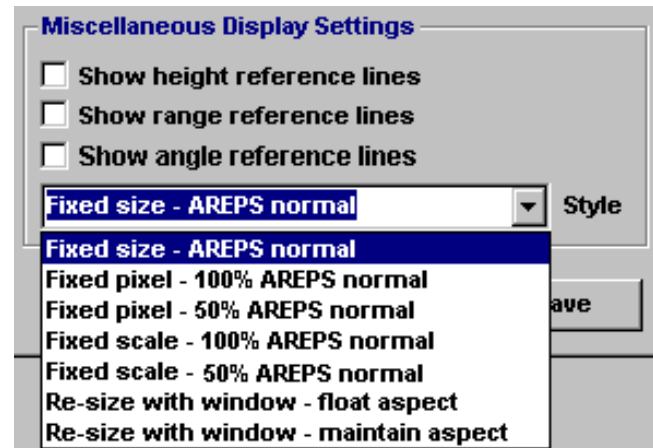 Miscellaneous Display Settings
Show height reference lines
Show range reference lines
Show angle reference lines
Fixed size - AREPS normal Style
Fixed size - AREPS normal
Fixed pixel - 100% AREPS normal
Fixed pixel - 50% AREPS normal
ave
Fixed scale - 100% AREPS normal
Fixed scale - 50% AREPS normal
Re-size with window - float aspect
Re-size with window - maintain aspect